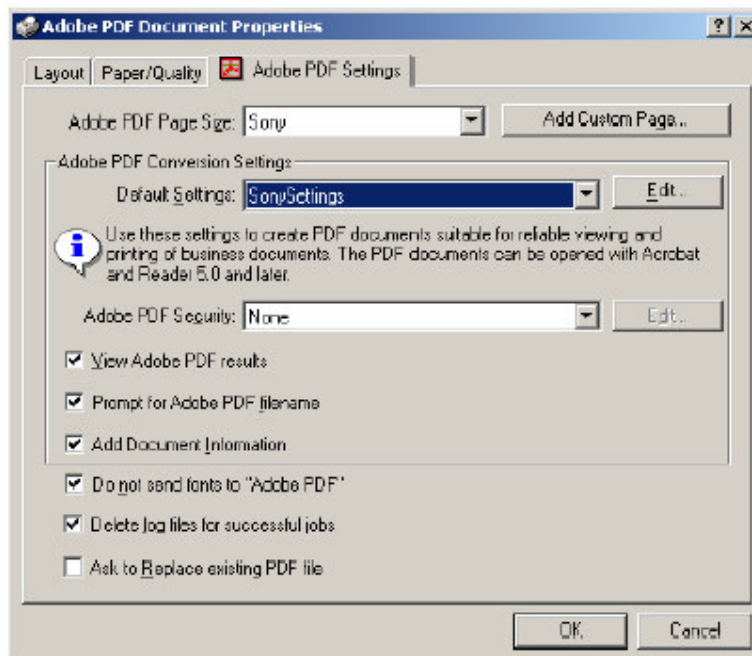 Adobe PDF Document Properties
Layout Paper/Quality Adobe PDF Settings
Adobe PDF Page Size: Sony Add Custom Page...
Adobe PDF Conversion Settings
Default Settings: SonySettings Edit...
Use these settings to create PDF documents suitable for reliable viewing and
printing of business documents. The PDF documents can be opened with Acrobat
and Reader 5.0 and later.
Adobe PDF Security: None Edit...
View Adobe PDF results
Prompt for Adobe PDF filename
Add Document Information
Do not send fonts to "Adobe PDF"
Delete log files for successful jobs
Ask to Replace existing PDF file
OK Cancel